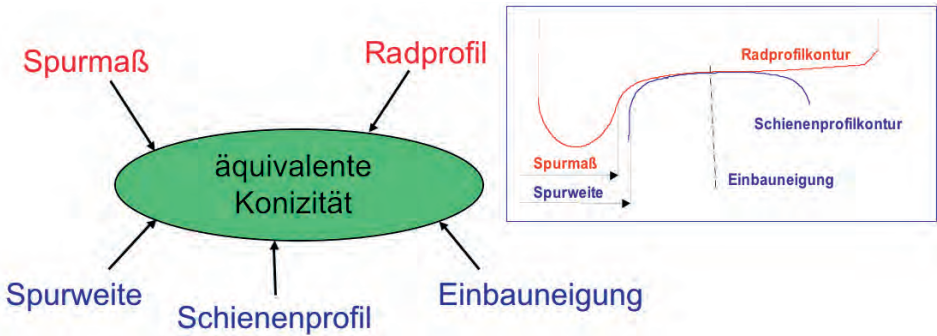 Spurmaß
Radprofil
äquivalente
Konizität
Spurweite
Schienenprofil
Einbauneigung
Radprofilkontur
Schienenprofilkontur
Spurmaß
Einbauneigung
Spurweite